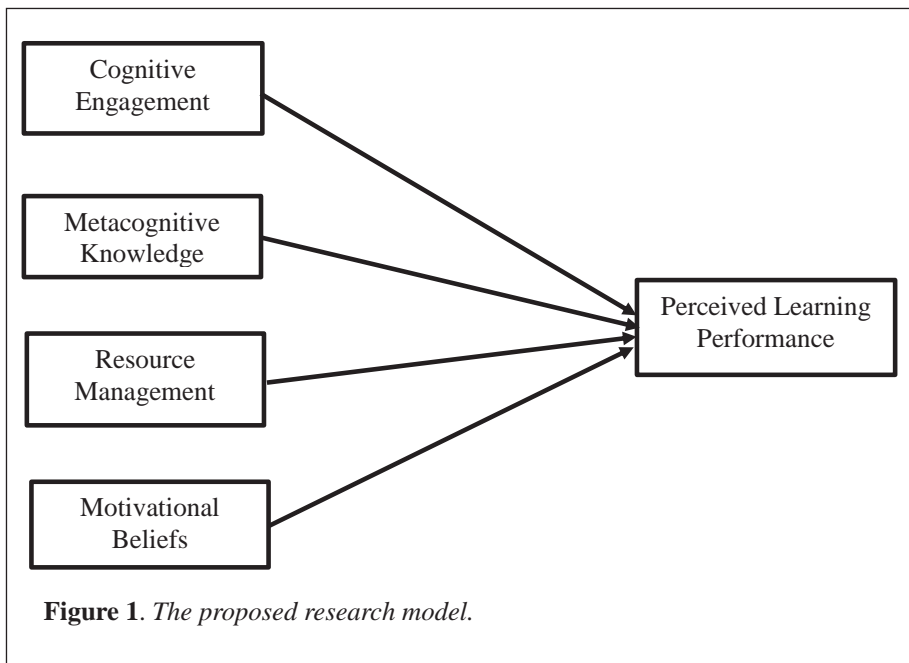 Cognitive
Engagement
Metacognitive
Knowledge
Resource
Management
Motivational
Beliefs
Perceived Learning
Performance
Figure 1. The proposed research model.